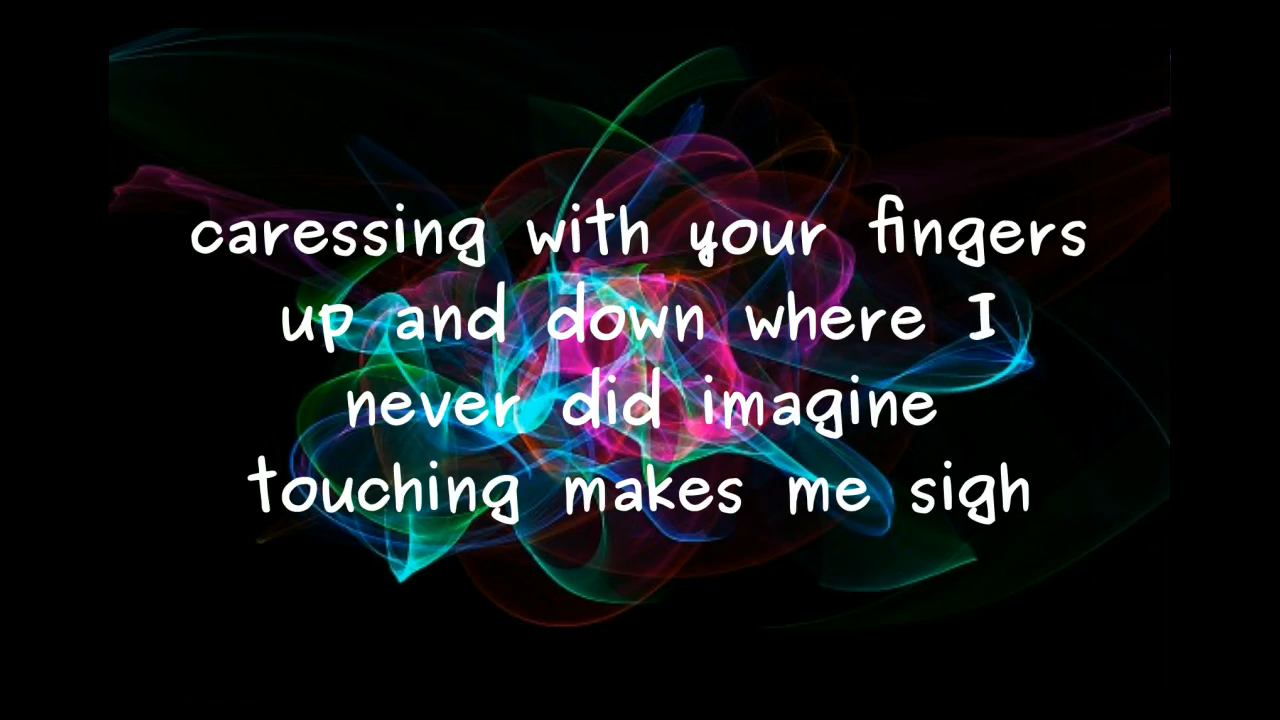 caressing with your fingers
up and down where I
never did imagine
touching makes me sigh